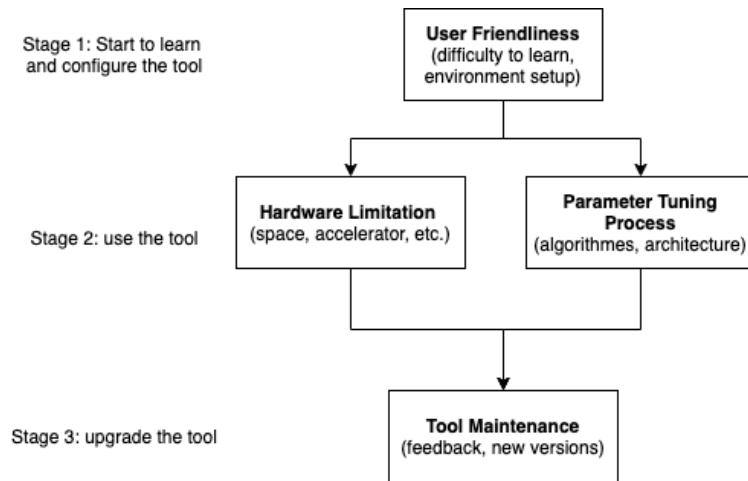 Stage 1: Start to learn
and configure the tool
User Friendliness
(difficulty to learn,
environment setup)
Stage 2: use the tool
Hardware Limitation
(space, accelerator, etc.)
Parameter Tuning
Process
(algorithmes, architecture)
Stage 3: upgrade the tool
Tool Maintenance
(feedback, new versions)